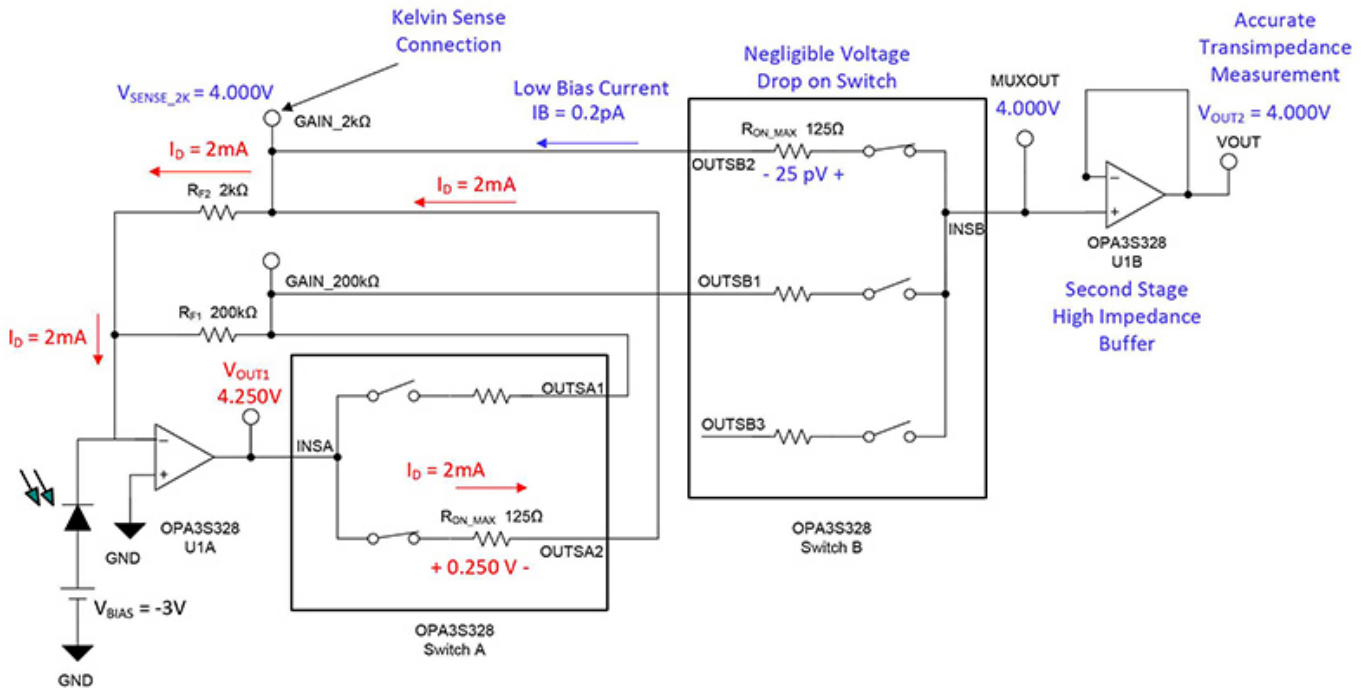 Kelvin Sense
Connection
Accurate
Transimpedance
Measurement
Negligible Voltage
Drop on Switch
MUXOUT
4.000V
VSENSE_2K = 4.000V
Low Bias Current
IB = 0.2pA
VOUT2 = 4.000V
VOUT
GAIN_2kΩ
RON_MAX 125Ω
OUTSB2
- 25 pV +
ID = 2mA
ID = 2mA
RF2 2kΩ
−
+
INSB
OPA3S328
U1B
GAIN_200kΩ
OUTSB1
Second Stage
High Impedance
Buffer
RF1 200kΩ
ID = 2mA
VOUT1
4.250V
OUTSA1
OUTSB3
INSA
−
+
ID = 2mA
RON_MAX 125Ω
OUTSA2
+ 0.250 V -
OPA3S328
U1A
GND
OPA3S328
Switch B
VBIAS = -3V
OPA3S328
Switch A
GND